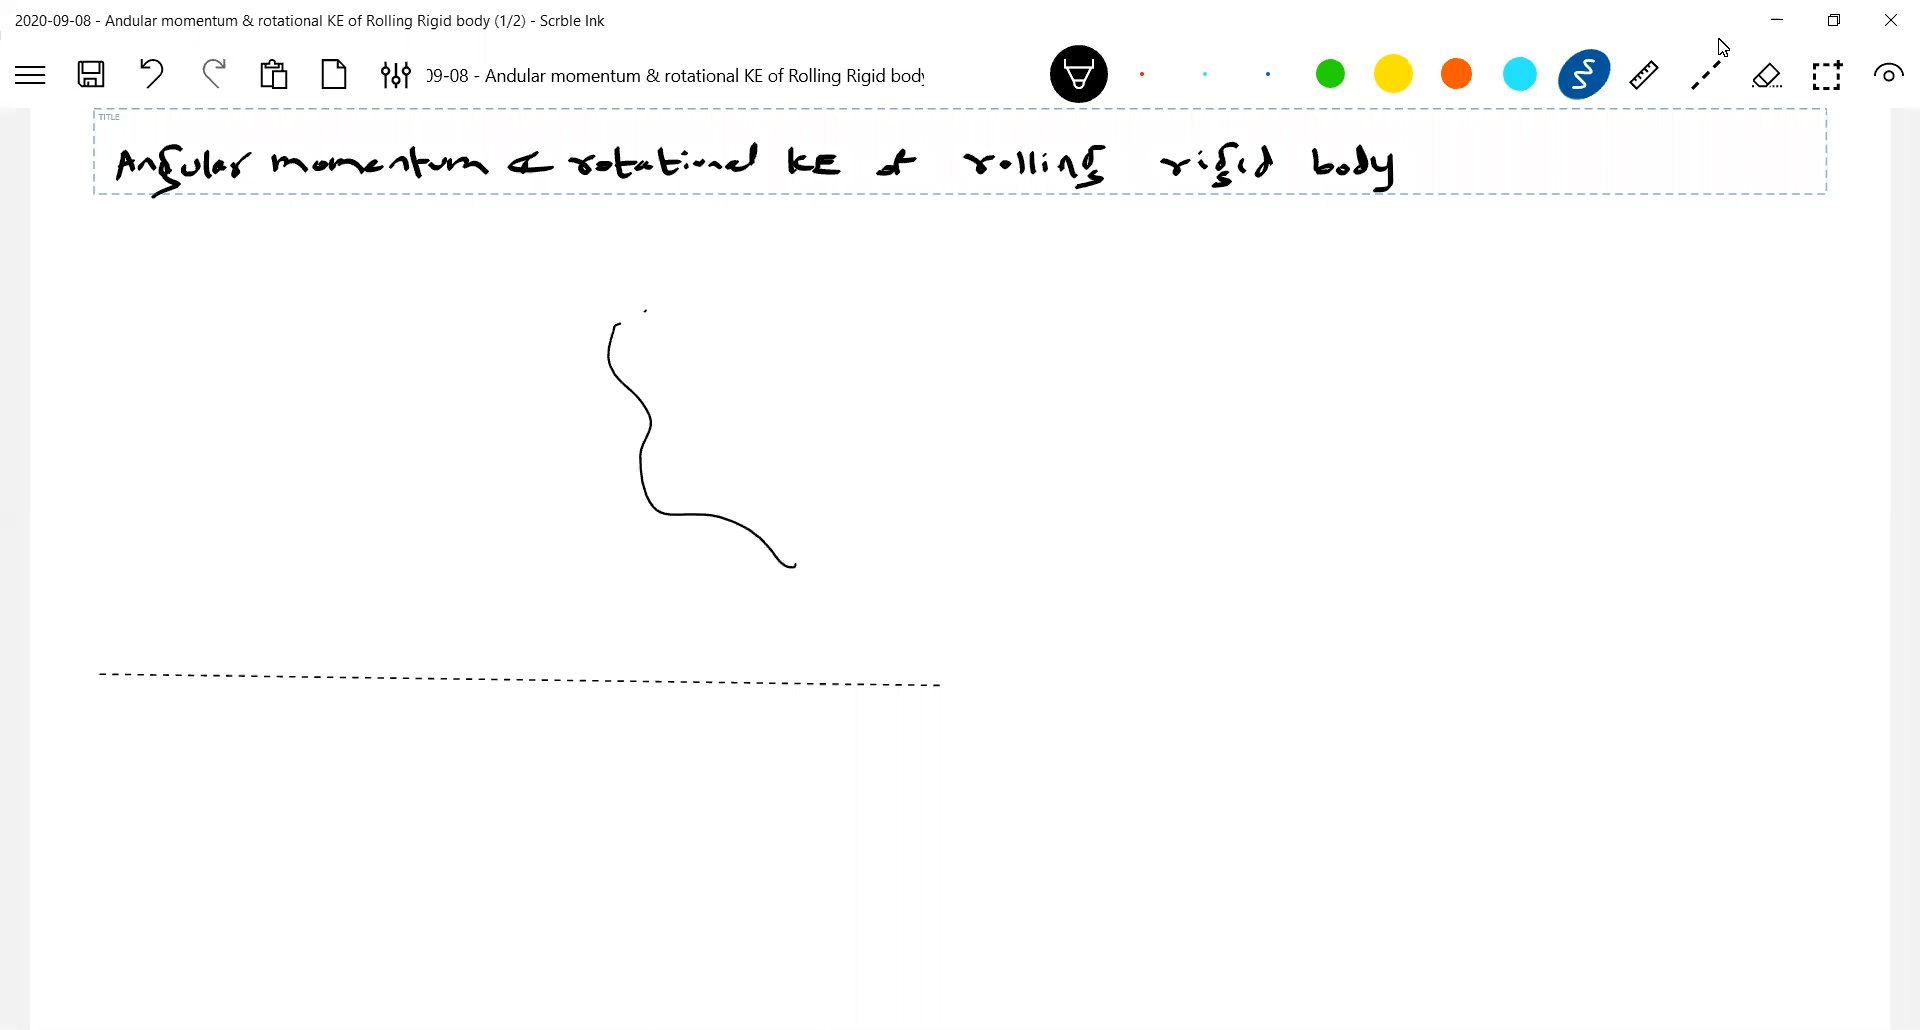 2020-09-08 - Andular momentum & rotational KE of Rolling Rigid body (1/2) - Scrble Ink
09-08 - Andular momentum & rotational KE of Rolling Rigid body
TITLE
Angular momentum & rotational KE of rolling rigid body